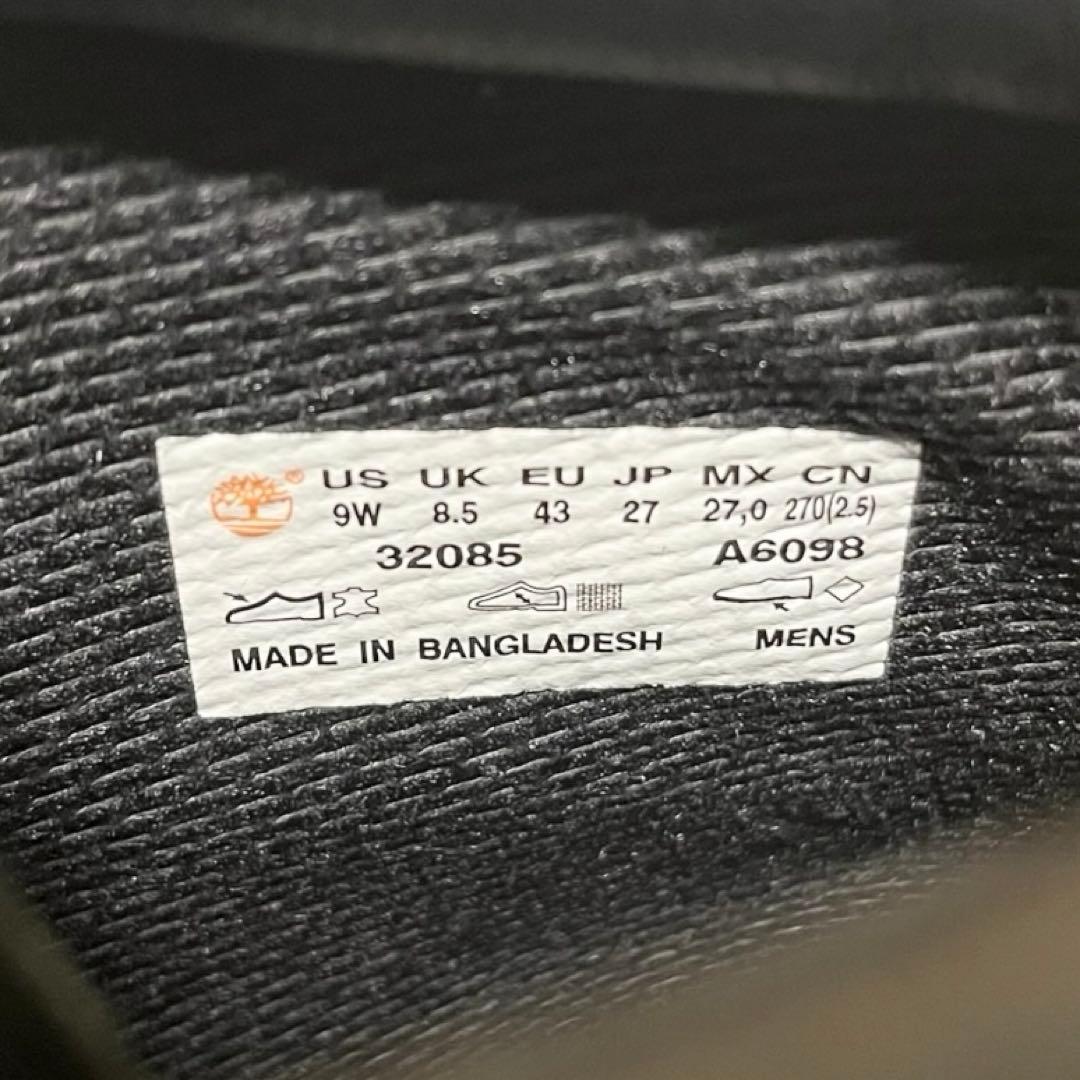 ® US UK EU JP MX CN
9W 8.5 43 27 27,0 270(2.5)
32085 A6098
MADE IN BANGLADESH MENS